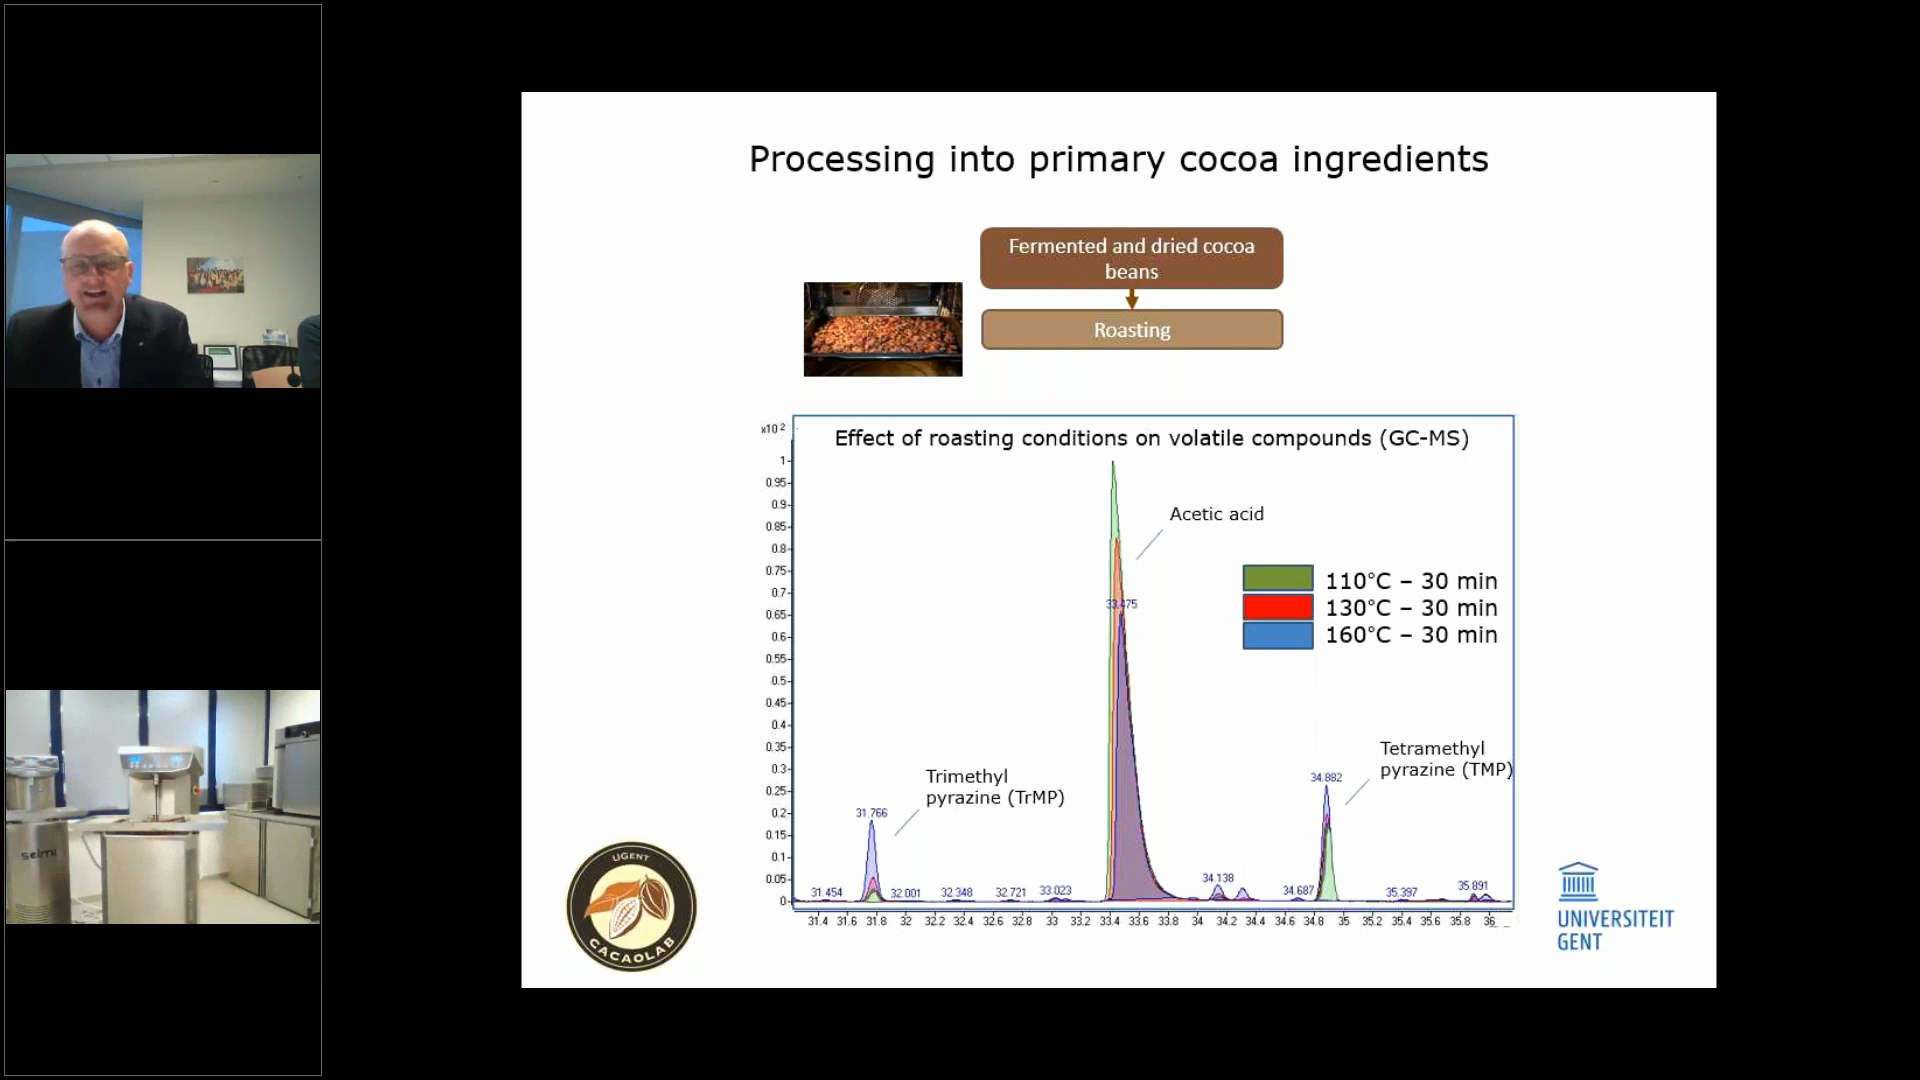 Processing into primary cocoa ingredients
Fermented and dried cocoa
beans
Roasting
x10 2
Effect of roasting conditions on volatile compounds (GC-MS)
1
0.95
0.9
0.85
0.8
0.75
0.7
0.65
0.6
0.55
0.5
0.45
0.4
0.35
0.3
0.25
0.2
0.15
0.1
0.05
0
Acetic acid
110°C – 30 min
130°C – 30 min
160°C – 30 min
33.475
Tetramethyl
pyrazine (TMP)
Trimethyl
pyrazine (TrMP)
34.882
31.766
31.454 32.001 32.348 32.721 33.023 34.138 34.687 35.397 35.891
31.4 31.6 31.8 32 32.2 32.4 32.6 32.8 33 33.2 33.4 33.6 33.8 34 34.2 34.4 34.6 34.8 35 35.2 35.4 35.6 35.8 36
UGENT
CACAOLAB
UNIVERSITEIT
GENT
selmi